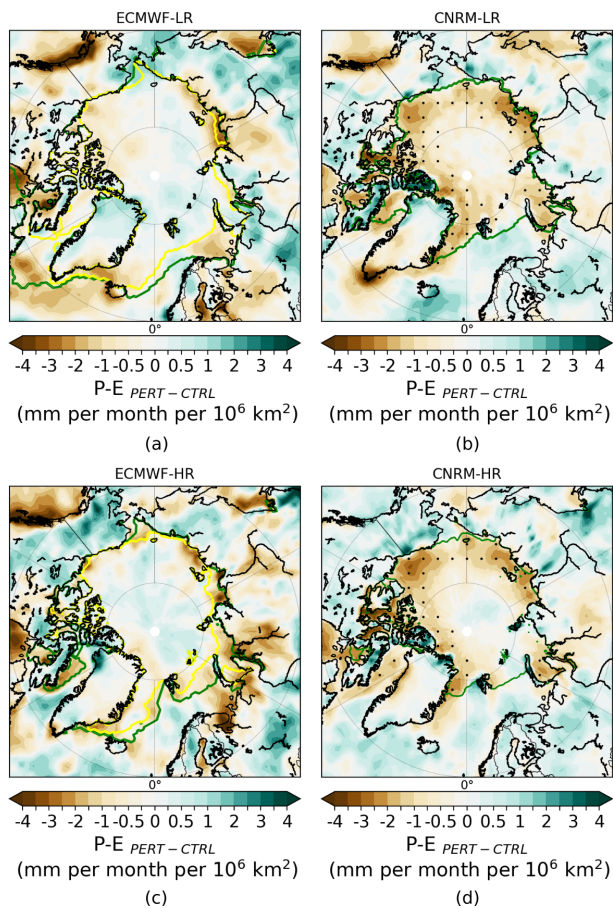 ECMWF-LR
CNRM-LR
0°
0°
-4 -3 -2 -1 -0.5 0 0.5 1 2 3 4
-4 -3 -2 -1 -0.5 0 0.5 1 2 3 4
P-E PERT-CTRL
P-E PERT-CTRL
(mm per month per 10⁶ km²)
(mm per month per 10⁶ km²)
(a)
(b)
ECMWF-HR
CNRM-HR
0°
0°
-4 -3 -2 -1 -0.5 0 0.5 1 2 3 4
-4 -3 -2 -1 -0.5 0 0.5 1 2 3 4
P-E PERT-CTRL
P-E PERT-CTRL
(mm per month per 10⁶ km²)
(mm per month per 10⁶ km²)
(c)
(d)